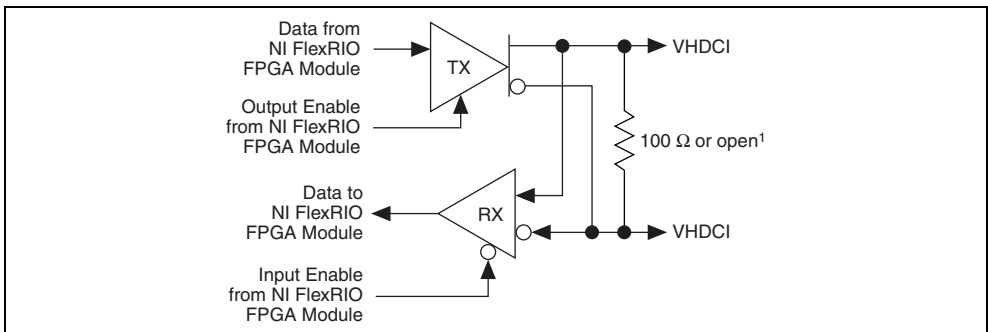 Data from
NI FlexRIO
FPGA Module
TX
VHDCI
Output Enable
from NI FlexRIO
FPGA Module
100 Ω or open¹
Data to
NI FlexRIO
FPGA Module
RX
VHDCI
Input Enable
from NI FlexRIO
FPGA Module